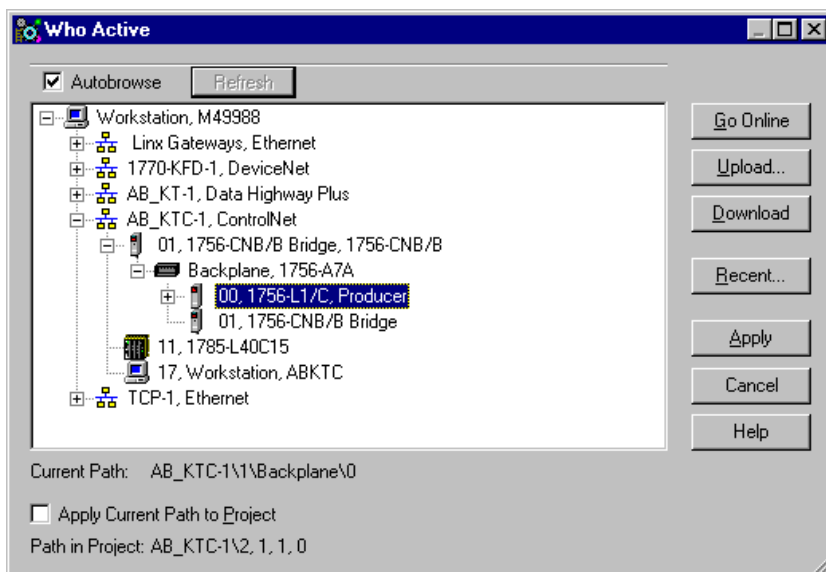 Who Active
Autobrowse Refresh
Workstation, M49988
Linx Gateways, Ethernet
1770-KFD-1, DeviceNet
AB_KT-1, Data Highway Plus
AB_KTC-1, ControlNet
01, 1756-CNB/B Bridge, 1756-CNB/B
Backplane, 1756-A7A
00, 1756-L1/C, Producer
01, 1756-CNB/B Bridge
11, 1785-L40C15
17, Workstation, ABKTC
TCP-1, Ethernet
Go Online
Upload...
Download
Recent...
Apply
Cancel
Help
Current Path: AB_KTC-1\1\Backplane\0
Apply Current Path to Project
Path in Project: AB_KTC-1\2, 1, 1, 0